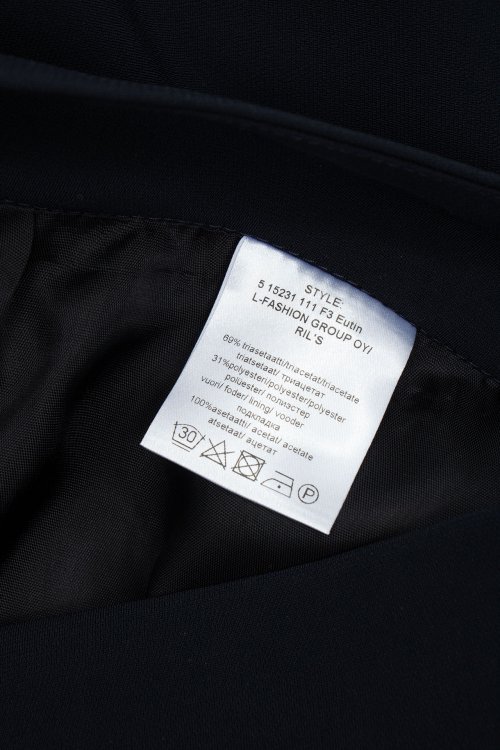 STYLE:
5 15231 111 F3 Eutin
L-FASHION GROUP OY/
RIL'S
69% triasetaatti/triacetat/triacetate
triatsetaat/ триацетат
31%polyesteri/polyester/polyester
polüester/ полиэстер
vuori/ foder/ lining/ vooder
подкладка
100%asetaatti/ acetat/ acetate
atsetaat/ ацетат
30 P